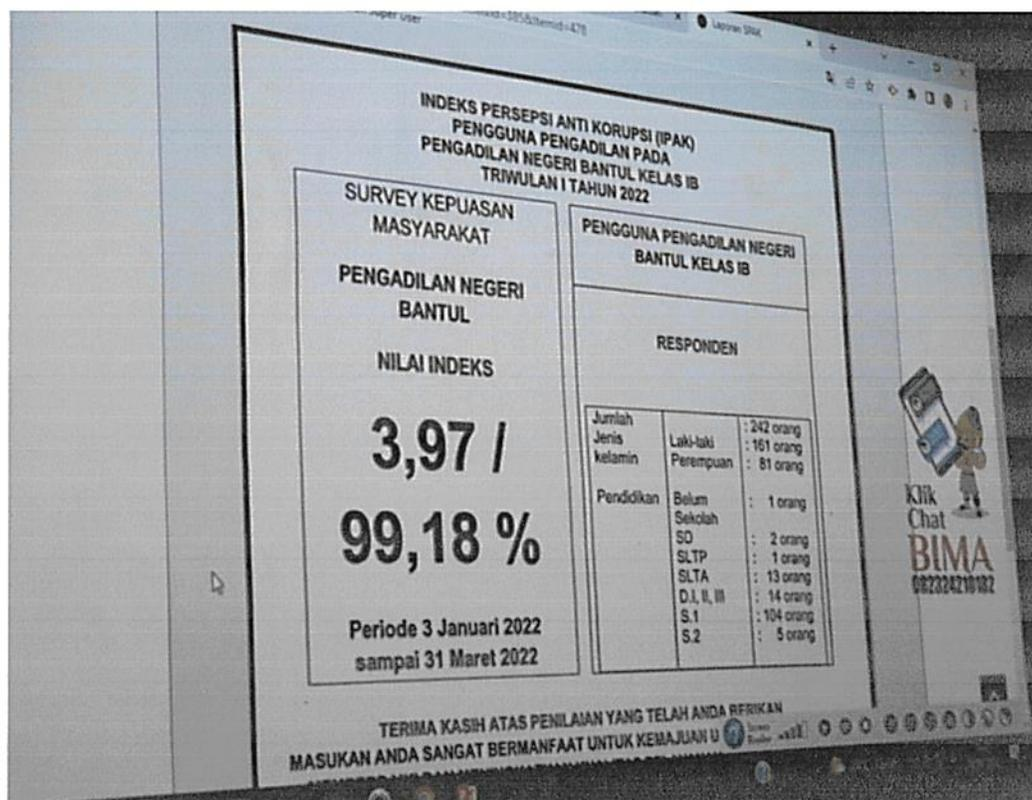 super user
Laporan SPAK
INDEKS PERSEPSI ANTI KORUPSI (IPAK)
PENGGUNA PENGADILAN PADA
PENGADILAN NEGERI BANTUL KELAS IB
TRIWULAN I TAHUN 2022
SURVEY KEPUASAN
MASYARAKAT
PENGADILAN NEGERI
BANTUL
NILAI INDEKS
3,97 /
99,18 %
Periode 3 Januari 2022
sampai 31 Maret 2022
PENGGUNA PENGADILAN NEGERI
BANTUL KELAS IB
RESPONDEN
Jumlah : 242 orang
Jenis Laki-laki : 161 orang
kelamin Perempuan : 81 orang
Pendidikan Belum : 1 orang
Sekolah
SD : 2 orang
SLTP : 1 orang
SLTA : 13 orang
D.I, II, III : 14 orang
S.1 : 104 orang
S.2 : 5 orang
Klik
Chat
BIMA
082324218182
TERIMA KASIH ATAS PENILAIAN YANG TELAH ANDA BERIKAN
MASUKAN ANDA SANGAT BERMANFAAT UNTUK KEMAJUAN U